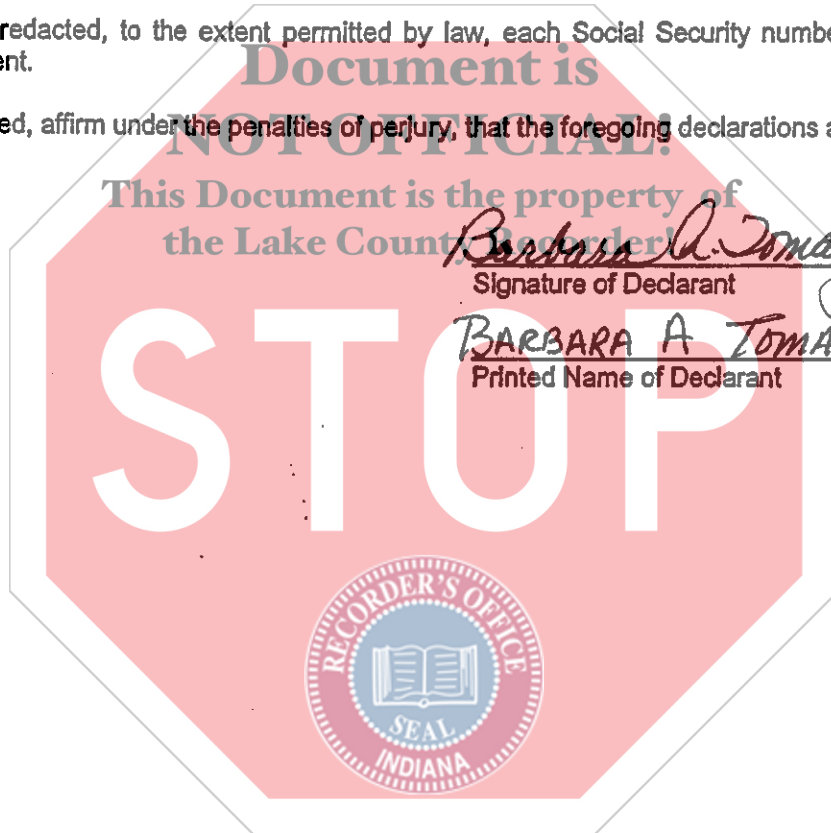 redacted, to the extent permitted by law, each Social Security numbe
ent.
Document is
ed, affirm under the penalties of perjury, that the foregoing declarations a
NOT OFFICIAL!
This Document is the property of
the Lake County Recorder!
Barbara A. Toma
Signature of Declarant
BARBARA A TOMA
Printed Name of Declarant
STOP
RECORDER'S OFFICE
SEAL
INDIANA